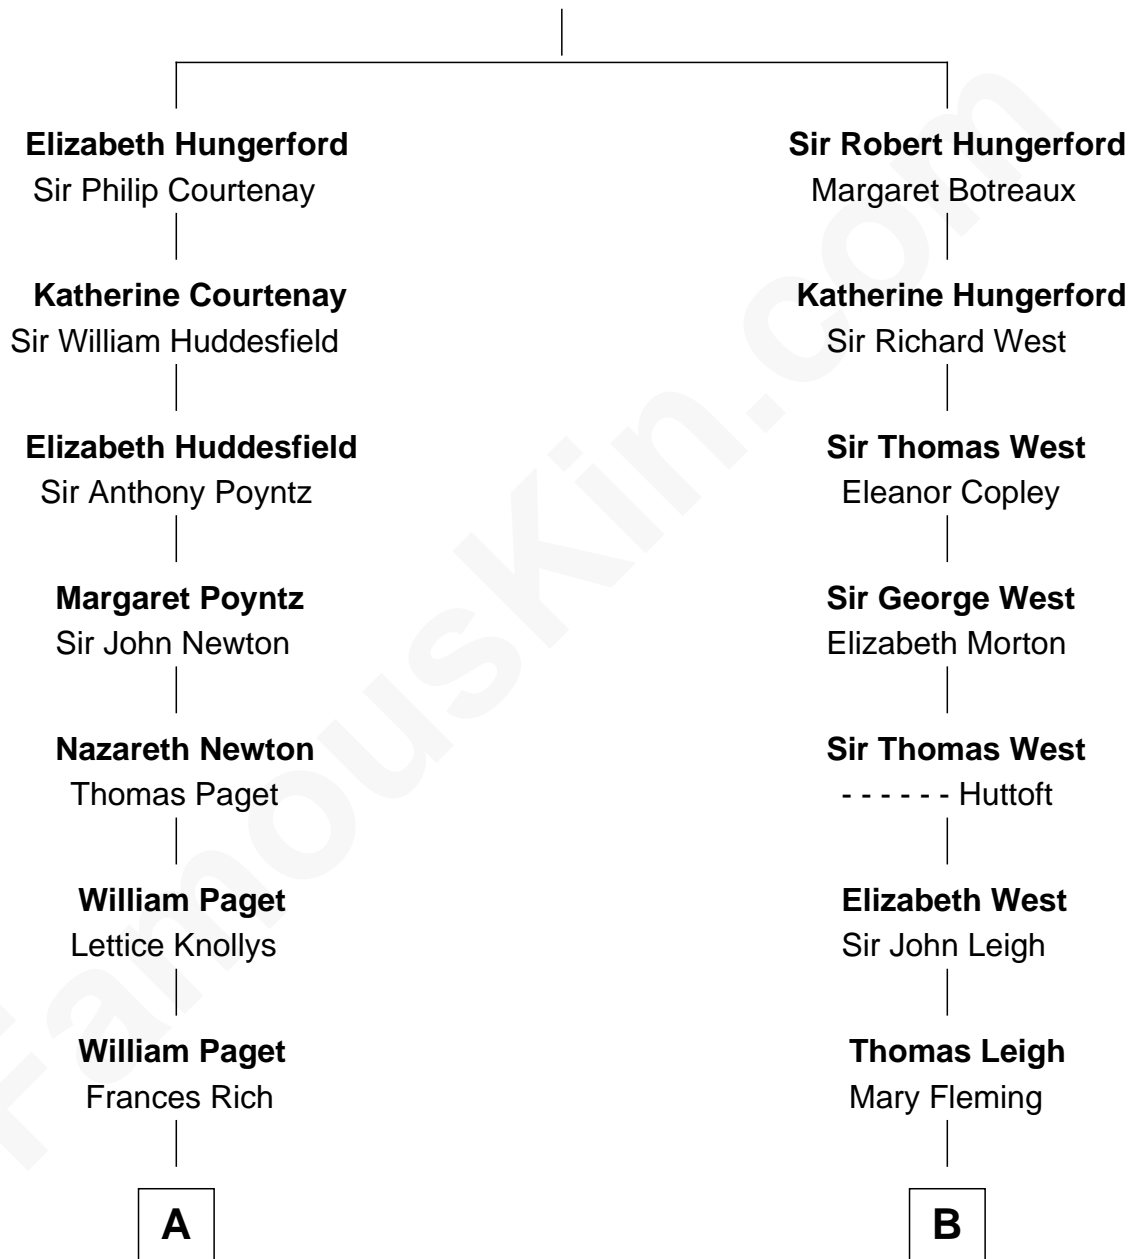 Elizabeth Hungerford
Sir Philip Courtenay
Katherine Courtenay
Sir William Huddesfield
Elizabeth Huddesfield
Sir Anthony Poyntz
Margaret Poyntz
Sir John Newton
Nazareth Newton
Thomas Paget
William Paget
Lettice Knollys
William Paget
Frances Rich
A
Sir Robert Hungerford
Margaret Botreaux
Katherine Hungerford
Sir Richard West
Sir Thomas West
Eleanor Copley
Sir George West
Elizabeth Morton
Sir Thomas West
- - - - - - Huttoft
Elizabeth West
Sir John Leigh
Thomas Leigh
Mary Fleming
B
FamousKin.com